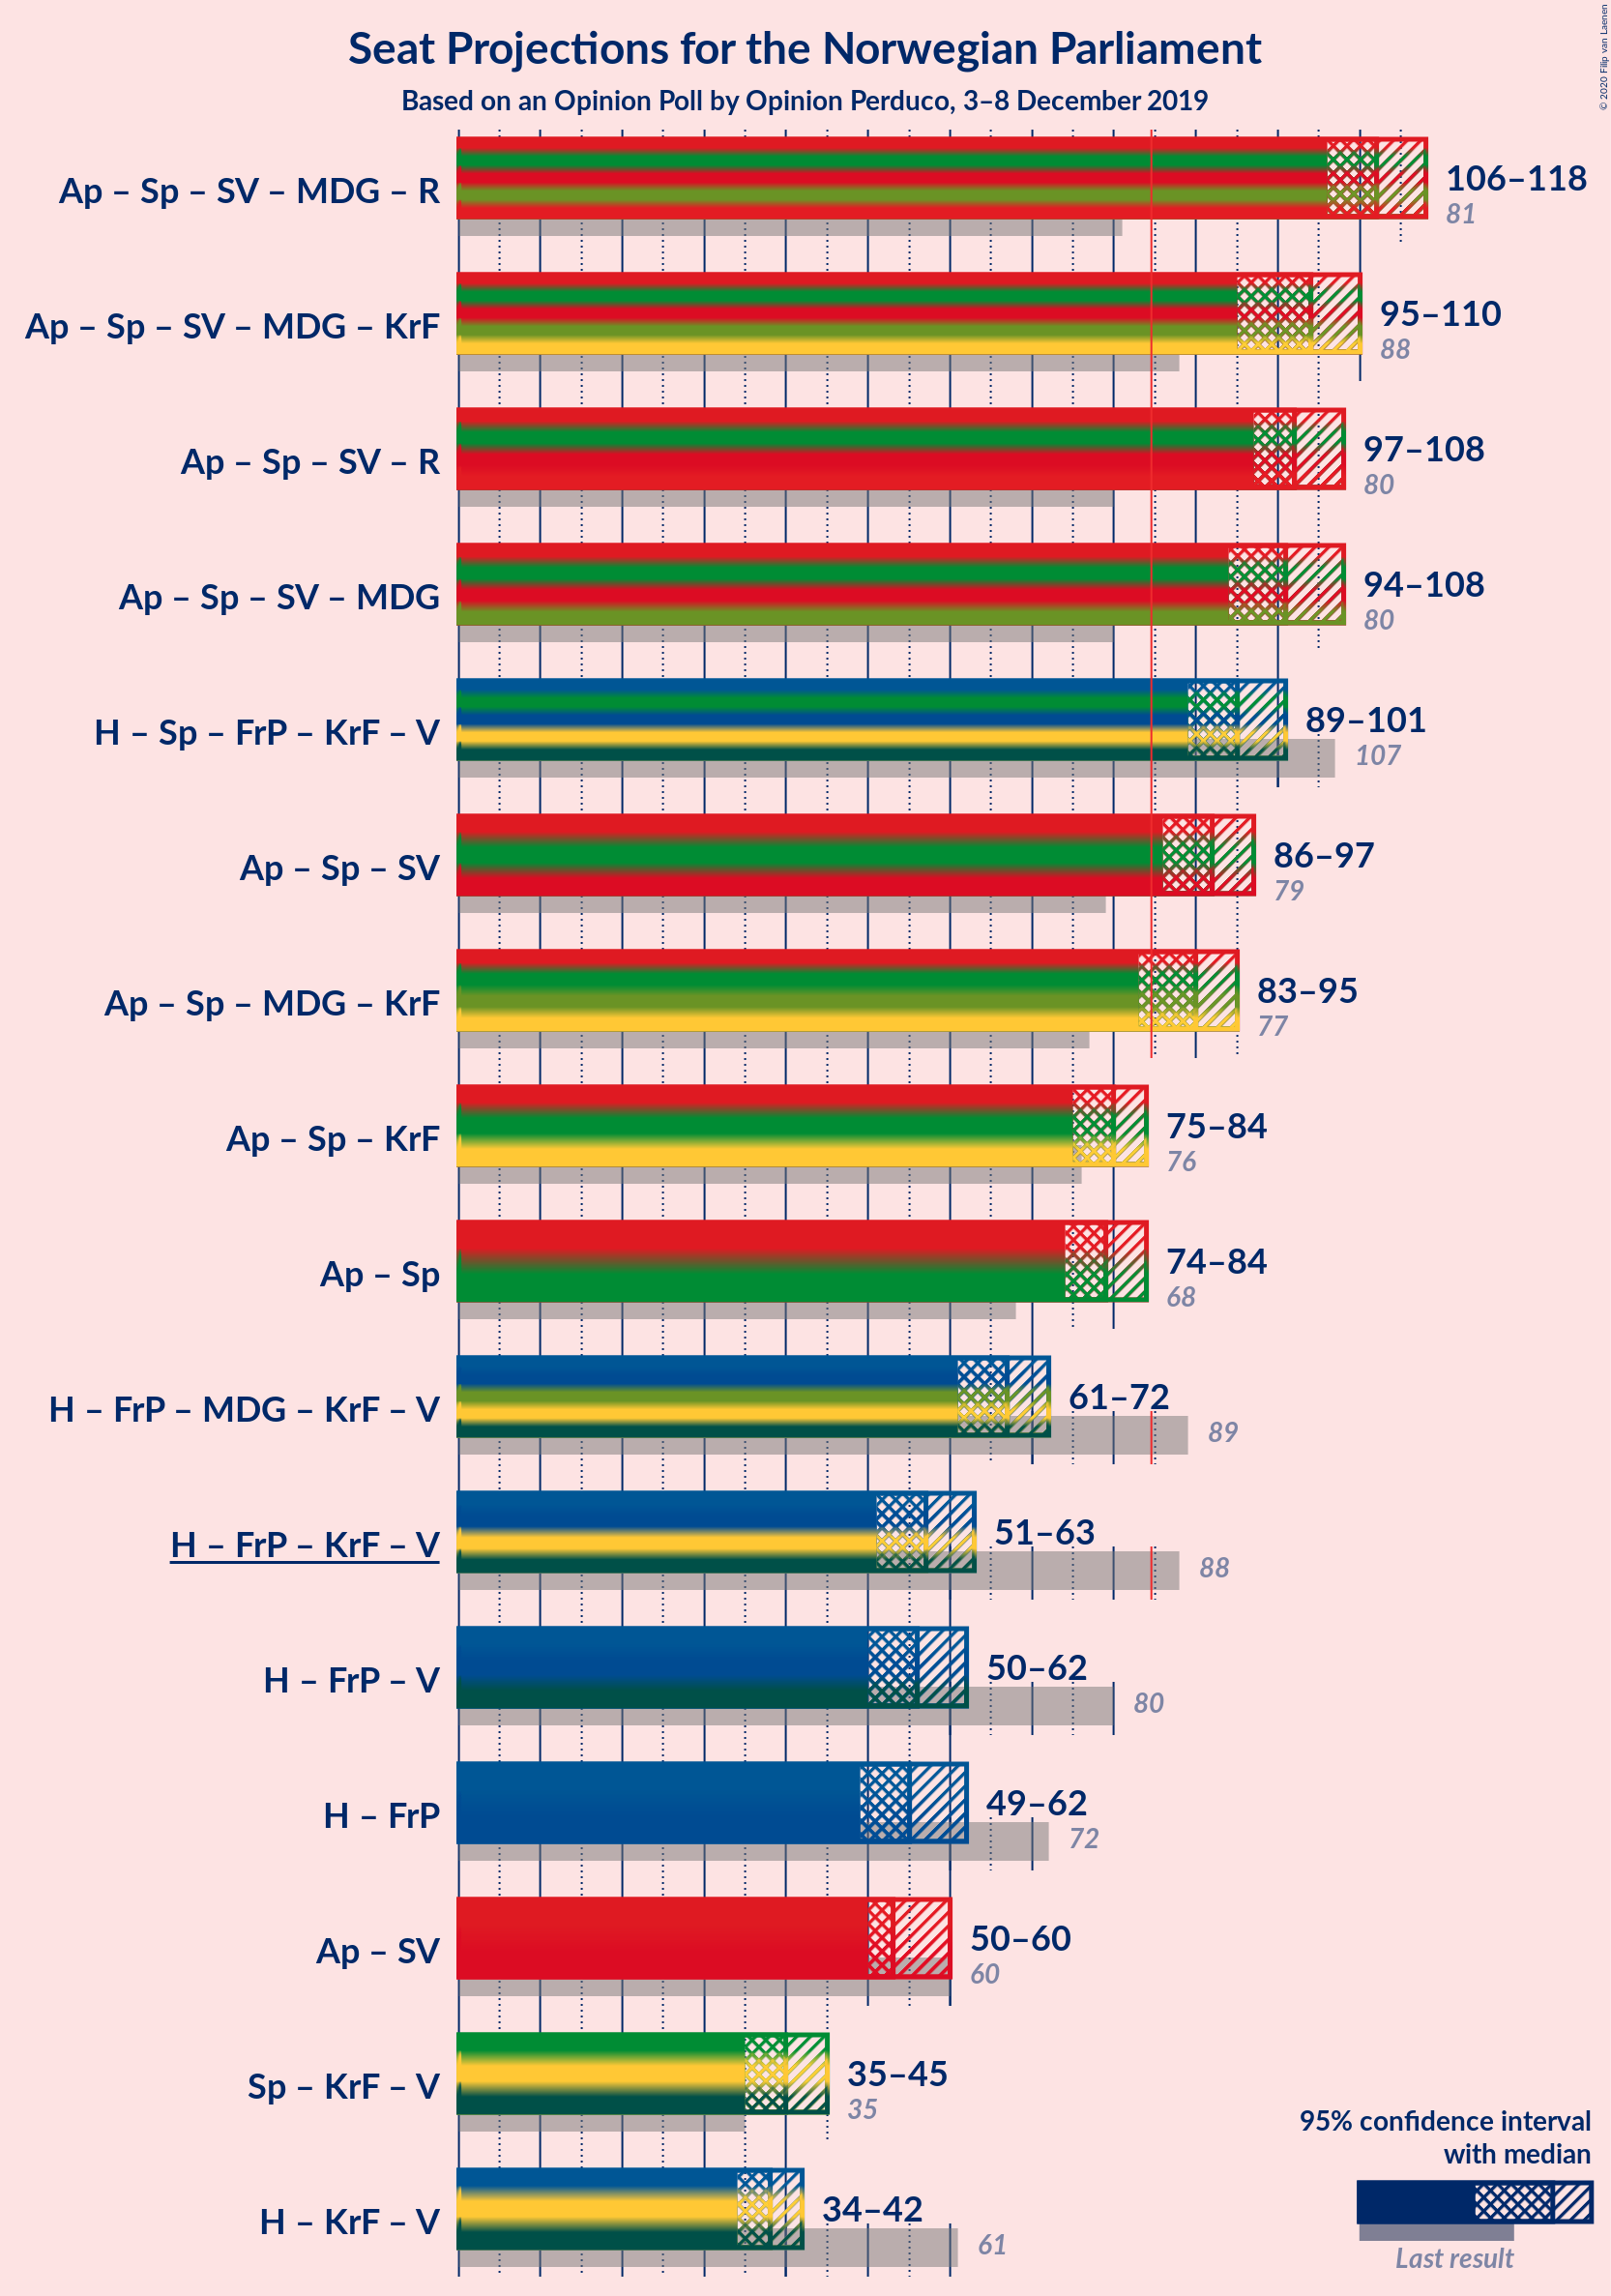 © 2020 Filip van Laenen
Seat Projections for the Norwegian Parliament
Based on an Opinion Poll by Opinion Perduco, 3–8 December 2019
Ap – Sp – SV – MDG – R
106–118
81
Ap – Sp – SV – MDG – KrF
95–110
88
Ap – Sp – SV – R
97–108
80
Ap – Sp – SV – MDG
94–108
80
H – Sp – FrP – KrF – V
89–101
107
Ap – Sp – SV
86–97
79
Ap – Sp – MDG – KrF
83–95
77
Ap – Sp – KrF
75–84
76
Ap – Sp
74–84
68
H – FrP – MDG – KrF – V
61–72
89
H – FrP – KrF – V
51–63
88
H – FrP – V
50–62
80
H – FrP
49–62
72
Ap – SV
50–60
60
Sp – KrF – V
35–45
35
H – KrF – V
34–42
61
95% confidence interval
with median
Last result